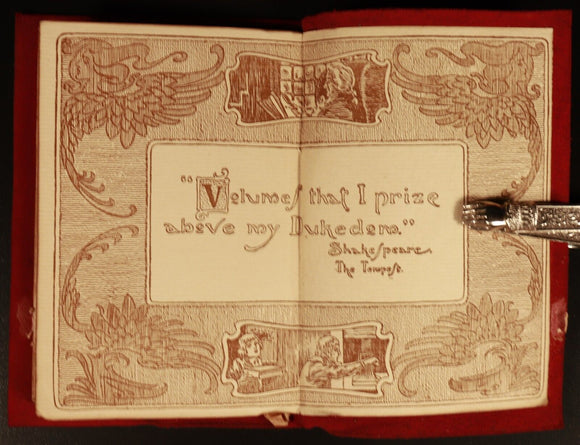 "Volumes that I prize
above my Dukedom."
Shakespeare.
The Tempest.